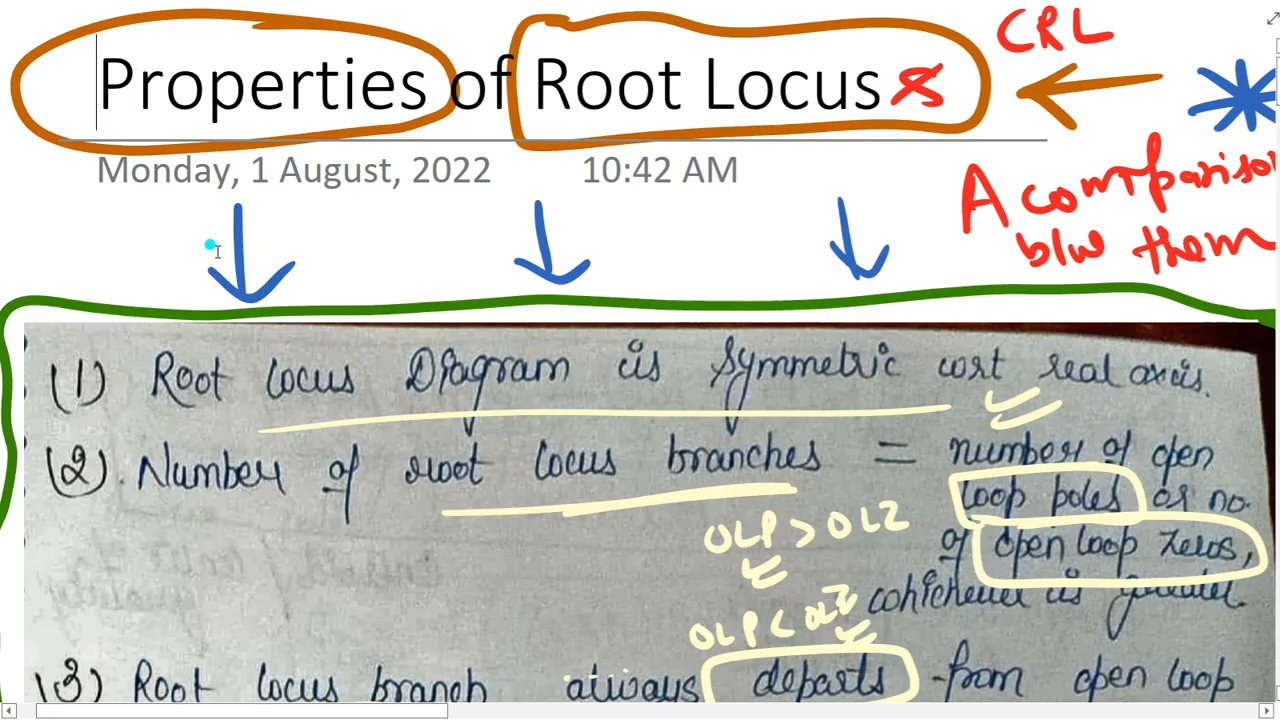 CRL
Properties of Root Locus &
Monday, 1 August, 2022 10:42 AM
A comparison
b/w them
(1) Root locus Diagram is symmetric wrt real axis.
(2). Number of root locus branches = number of open
loop poles or no.
OLP > OLZ
of open loop zeros,
whichever is greater.
OLP < OLZ
(3) Root locus branch always departs from open loop